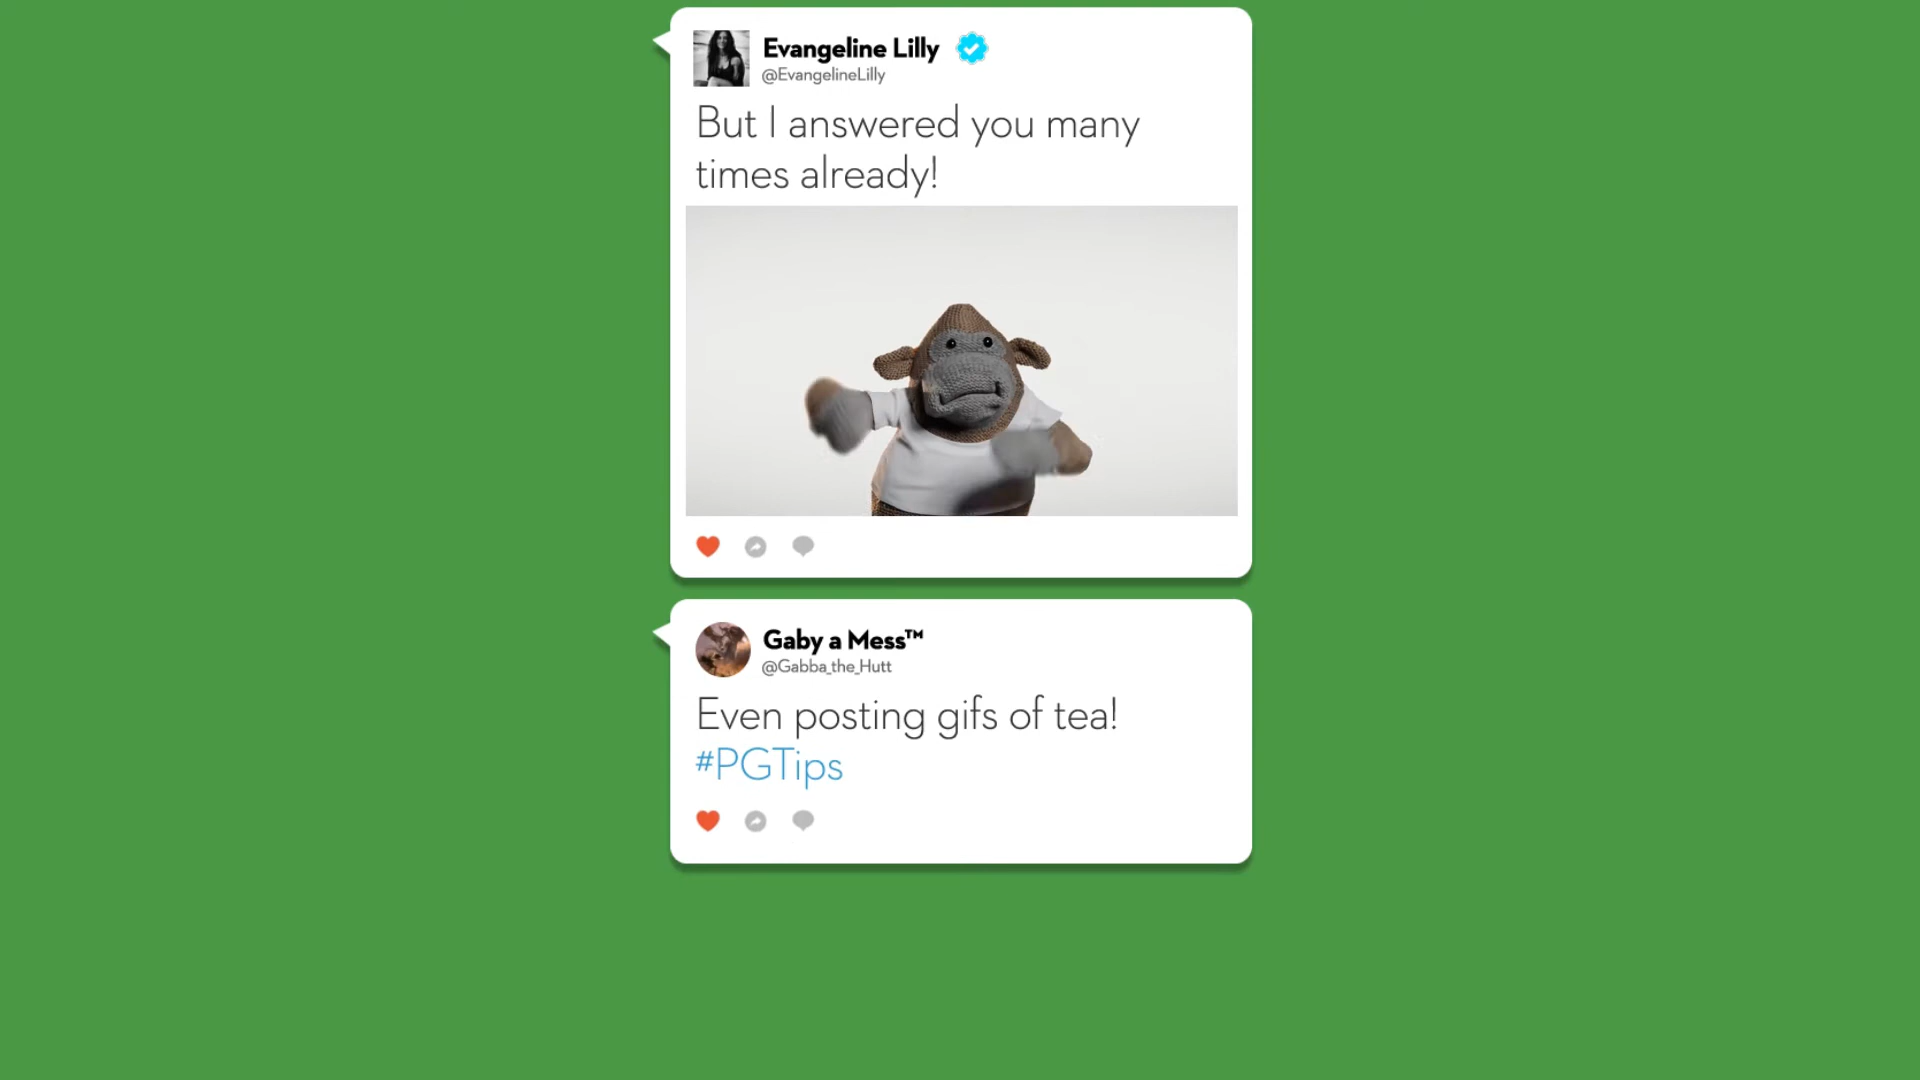 Evangeline Lilly
@EvangelineLilly
But I answered you many
times already!
Gaby a Mess™
@Gabba_the_Hutt
Even posting gifs of tea!
#PGTips